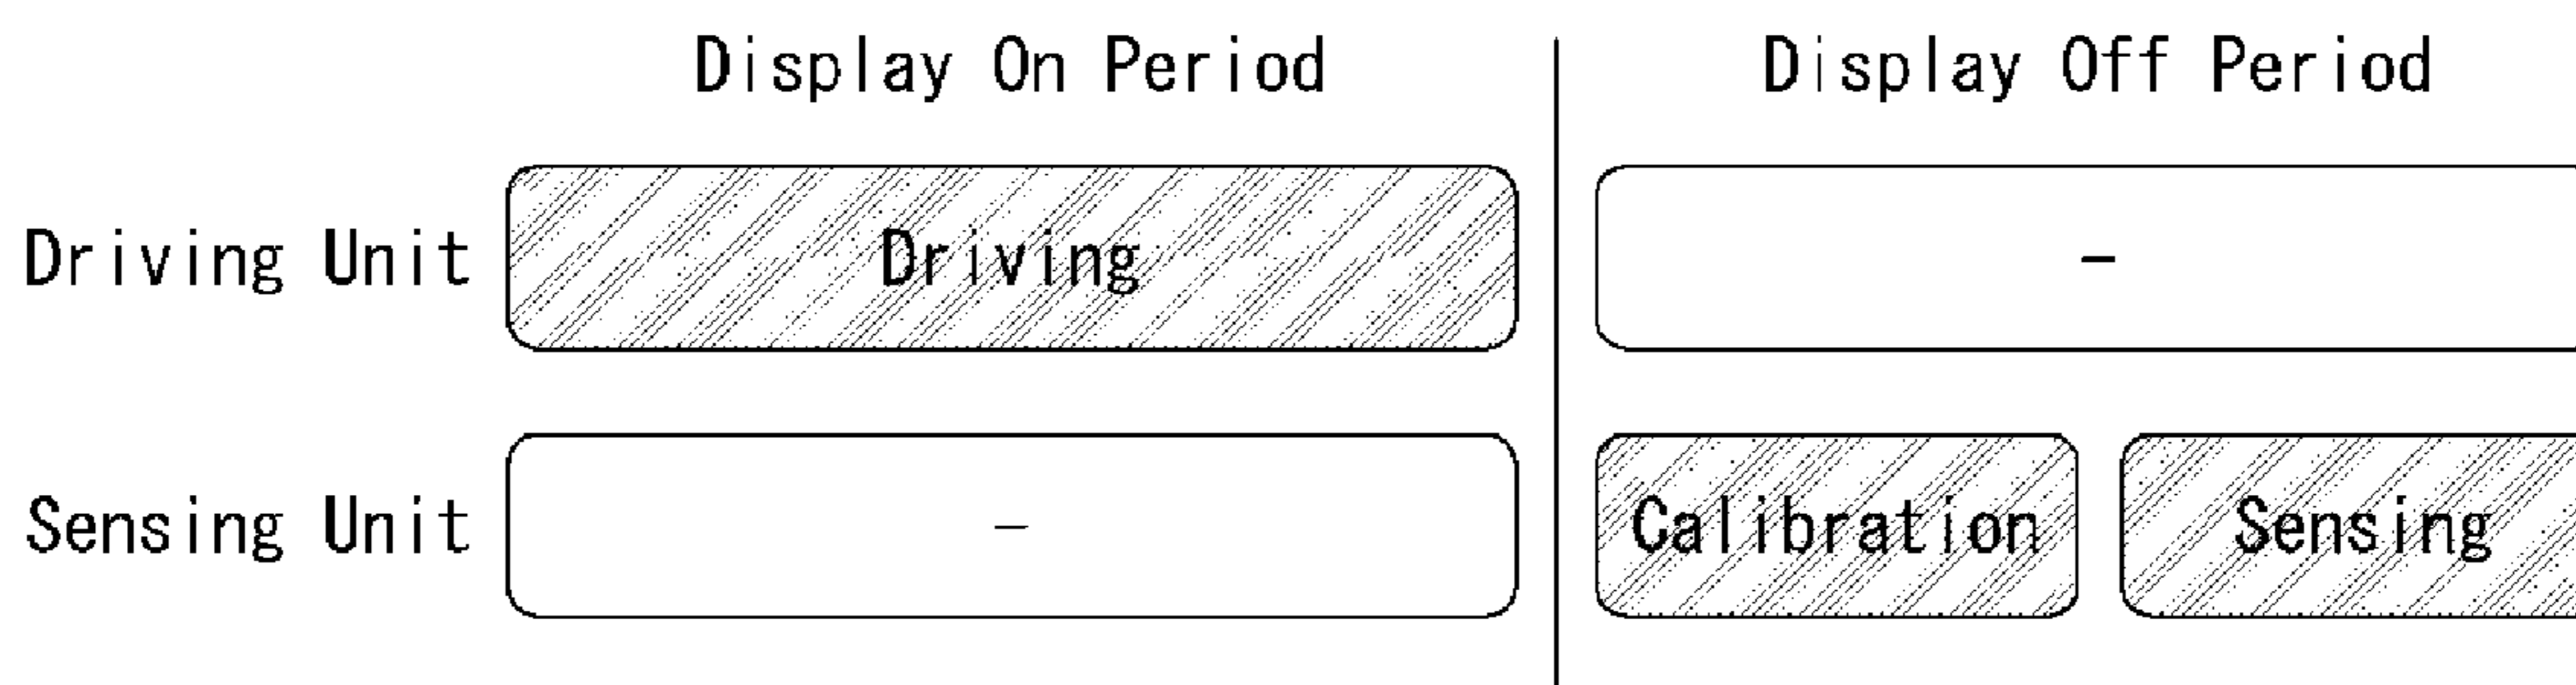 Display On Period Display Off Period
Driving Unit Driving -
Sensing Unit - Calibration Sensing